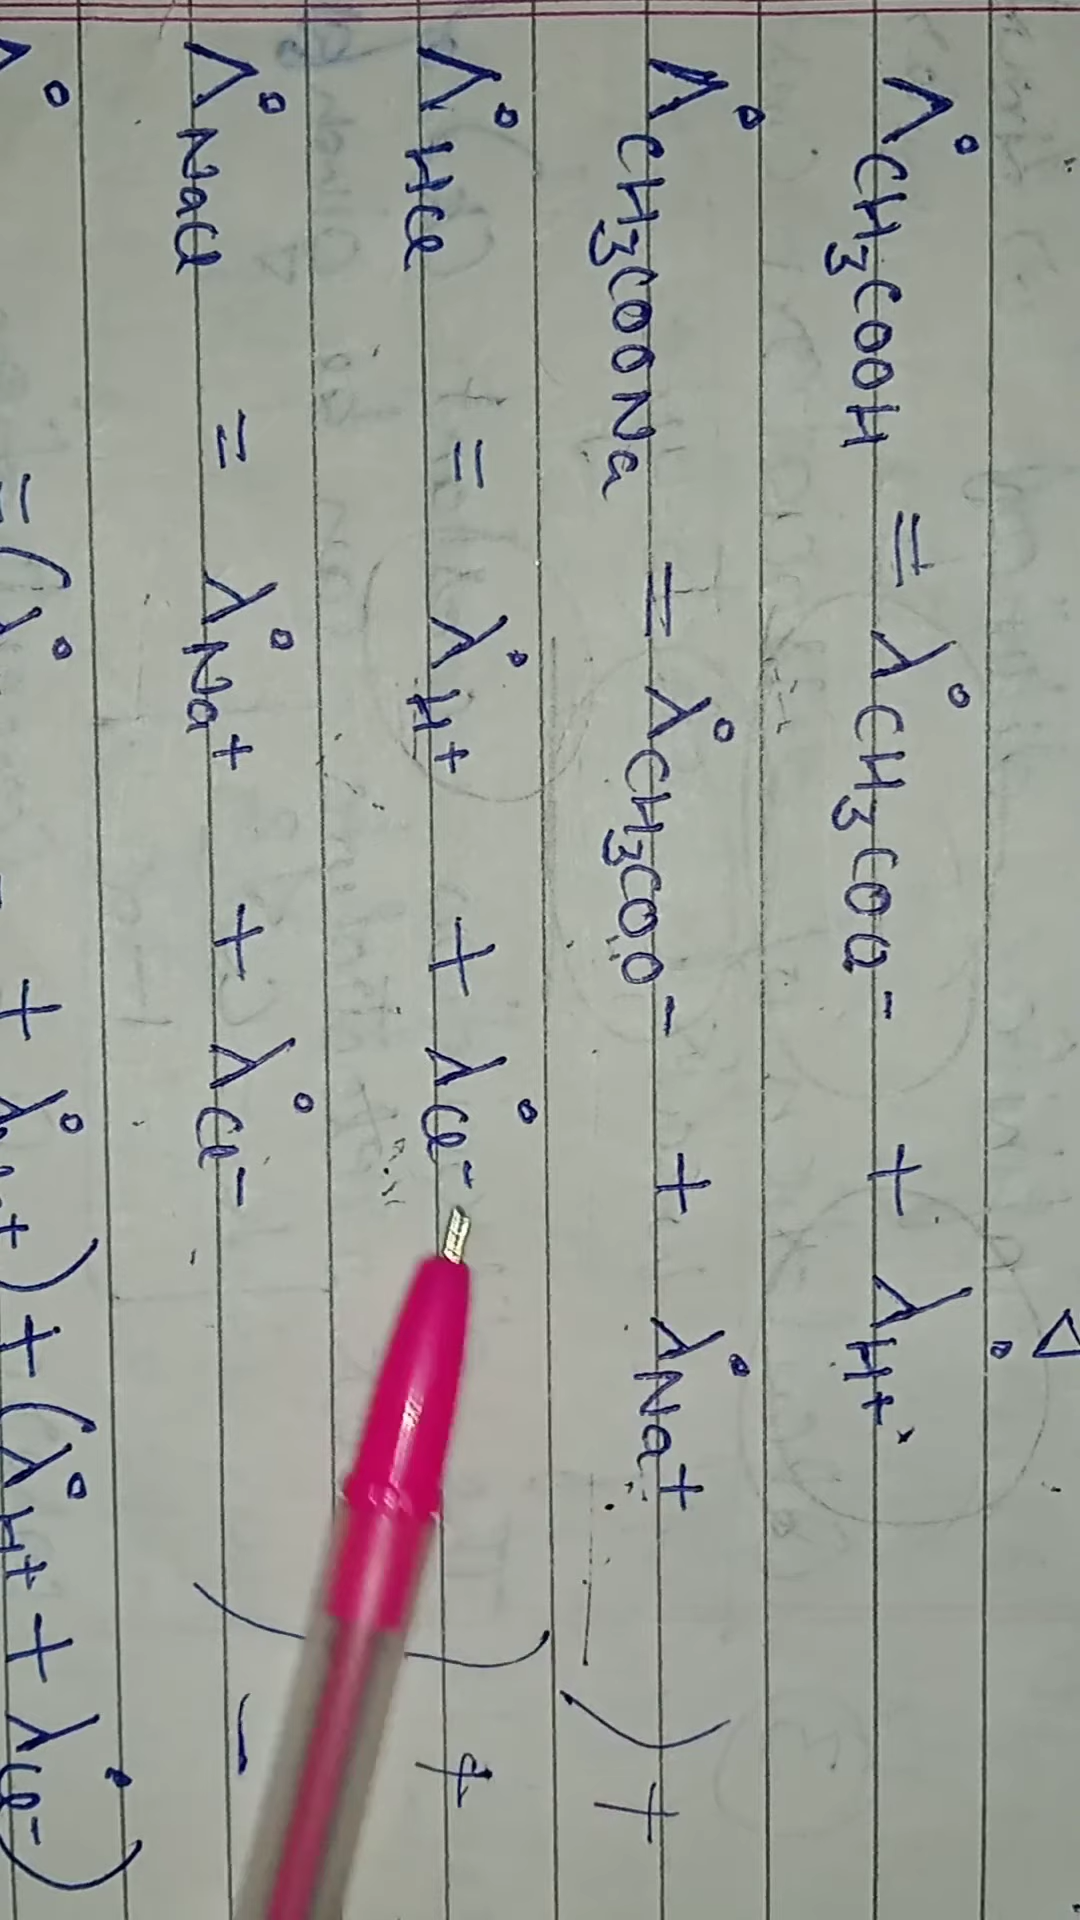 Λ°CH₃COOH = λ°CH₃COO⁻ + λ°H⁺
Λ°CH₃COONa = λ°CH₃COO⁻ + λ°Na⁺ +
Λ°HCl = λ°H⁺ + λ°Cl⁻ +
Λ°NaCl = λ°Na⁺ + λ°Cl⁻ −